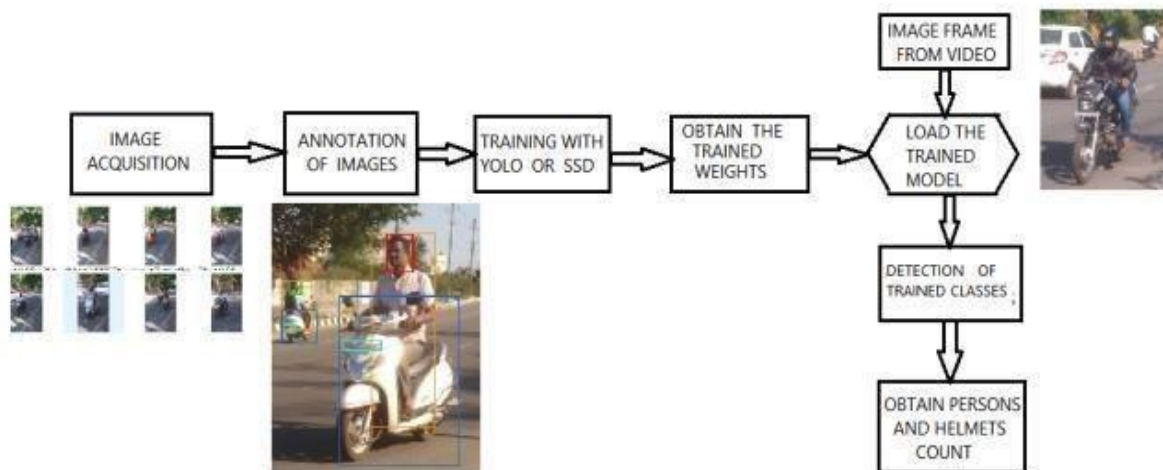 IMAGE FRAME
FROM VIDEO
IMAGE
ACQUISITION
ANNOTATION
OF IMAGES
TRAINING WITH
YOLO OR SSD
OBTAIN THE
TRAINED
WEIGHTS
LOAD THE
TRAINED
MODEL
DETECTION OF
TRAINED CLASSES ;
OBTAIN PERSONS
AND HELMETS
COUNT